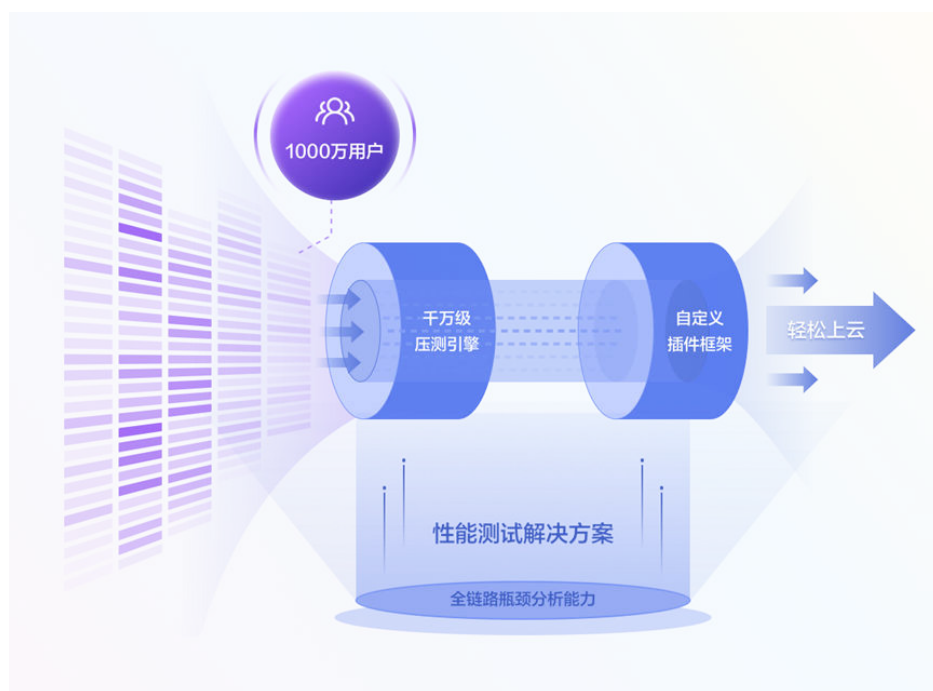 1000万用户
千万级
压测引擎
自定义
插件框架
轻松上云
性能测试解决方案
全链路瓶颈分析能力